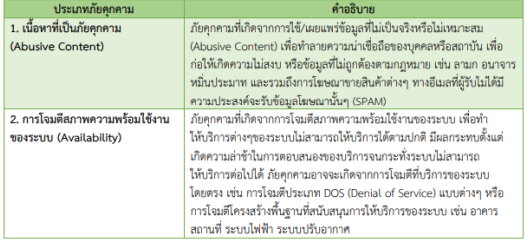 ประเภทภัยคุกคาม
คำอธิบาย
1. เนื้อหาที่เป็นภัยคุกคาม
(Abusive Content)
ภัยคุกคามที่เกิดจากการใช้/เผยแพร่ข้อมูลที่ไม่เป็นจริงหรือไม่เหมาะสม
(Abusive Content) เพื่อทำลายความน่าเชื่อถือของบุคคลหรือสถาบัน เพื่อ
ก่อให้เกิดความไม่สงบ หรือข้อมูลที่ไม่ถูกต้องตามกฎหมาย เช่น ลามก อนาจาร
หมิ่นประมาท และรวมถึงการโฆษณาขายสินค้าต่างๆ ทางอีเมลที่ผู้รับไม่ได้มี
ความประสงค์จะรับข้อมูลโฆษณานั้นๆ (SPAM)
2. การโจมตีสภาพความพร้อมใช้งาน
ของระบบ (Availability)
ภัยคุกคามที่เกิดจากการโจมตีสภาพความพร้อมใช้งานของระบบ เพื่อทำ
ให้บริการต่างๆของระบบไม่สามารถให้บริการได้ตามปกติ มีผลกระทบตั้งแต่
เกิดความล่าช้าในการตอบสนองของบริการจนกระทั่งระบบไม่สามารถ
ให้บริการต่อไปได้ ภัยคุกคามอาจจะเกิดจากการโจมตีที่บริการของระบบ
โดยตรง เช่น การโจมตีประเภท DOS (Denial of Service) แบบต่างๆ หรือ
การโจมตีโครงสร้างพื้นฐานที่สนับสนุนการให้บริการของระบบ เช่น อาคาร
สถานที่ ระบบไฟฟ้า ระบบปรับอากาศ